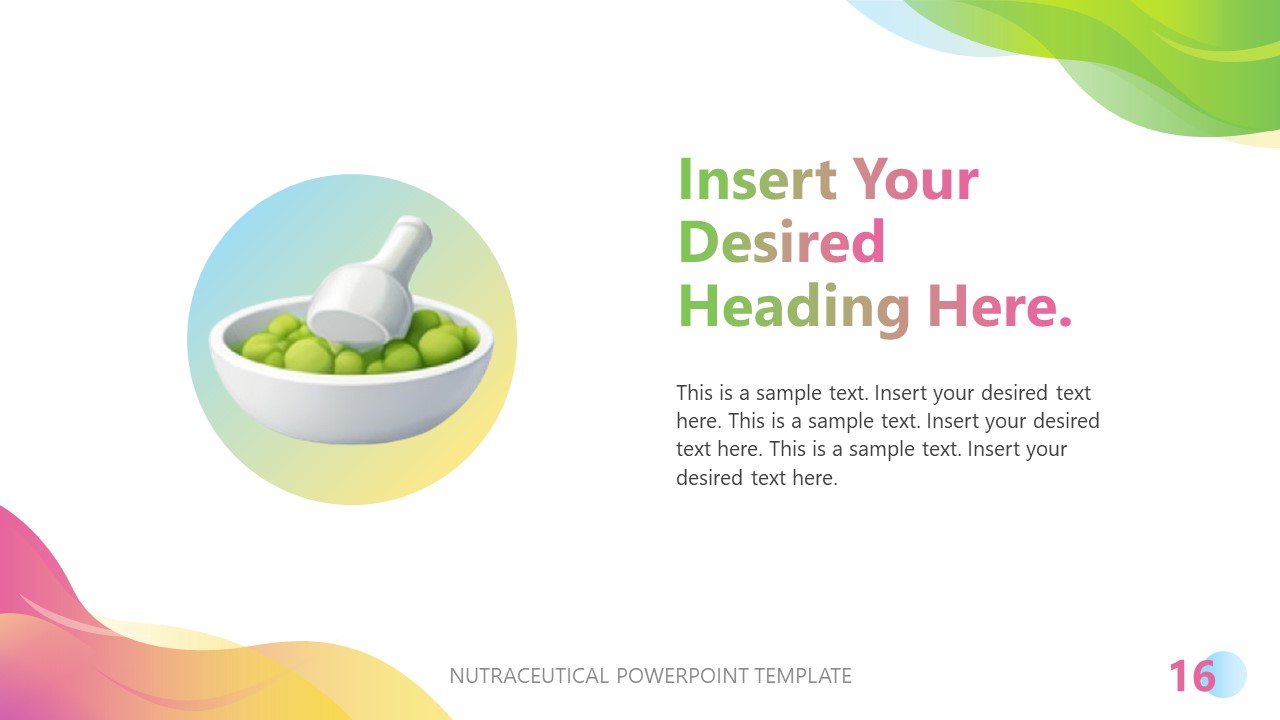 Insert Your
Desired
Heading Here.
This is a sample text. Insert your desired text
here. This is a sample text. Insert your desired
text here. This is a sample text. Insert your
desired text here.
NUTRACEUTICAL POWERPOINT TEMPLATE
16